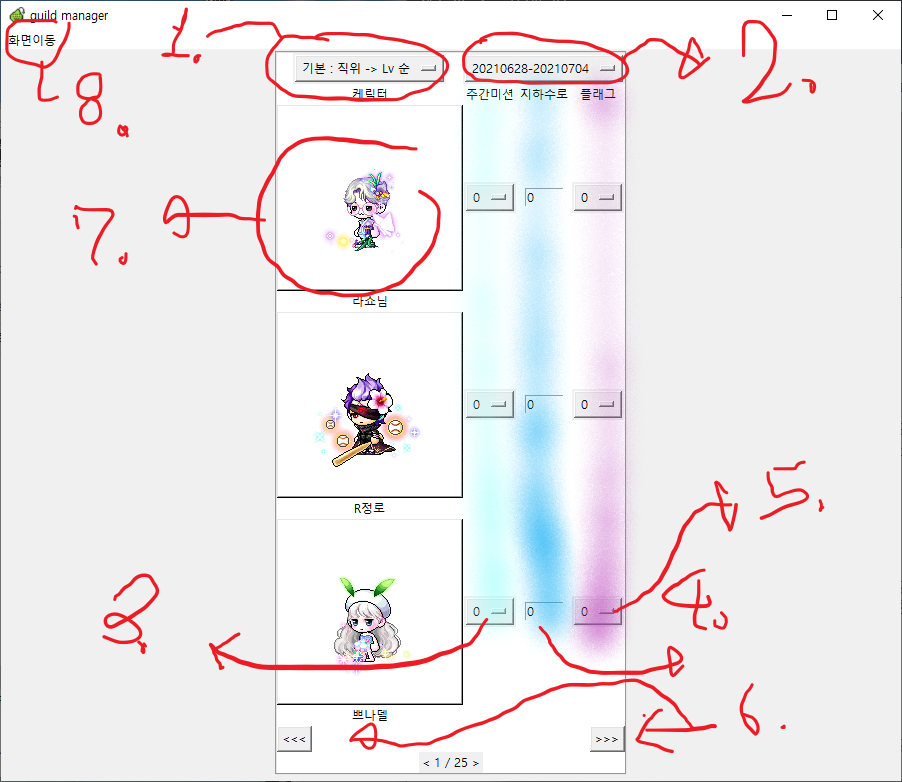 guild manager
화면이동
1.
2.
8.
기본 : 직위 -> Lv 순
20210628-20210704
케릭터
주간미션 지하수로 플래그
7.
0 0 0
라쇼님
0 0 0
R정로
5.
3.
4.
0 0 0
쁘나델
6.
<<<
>>>
< 1 / 25 >